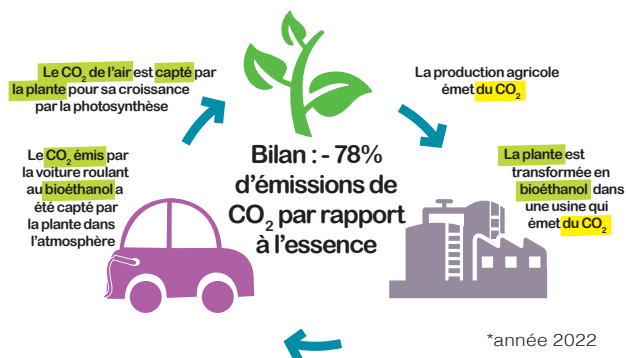 Le CO₂ de l'air est capté par
la plante pour sa croissance
par la photosynthèse
La production agricole
émet du CO₂
La plante est
transformée en
bioéthanol dans
une usine qui
émet du CO₂
Le CO₂ émis par
la voiture roulant
au bioéthanol a
été capté par
la plante dans
l'atmosphère
Bilan : - 78%
d'émissions de
CO₂ par rapport
à l'essence
*année 2022